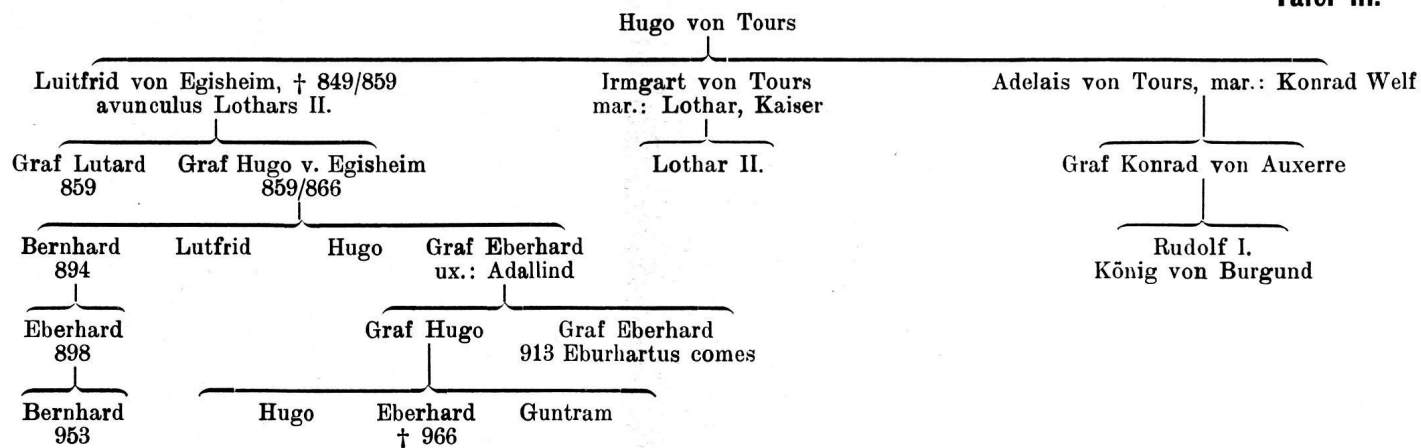 Tafel III.
Hugo von Tours
Luitfrid von Egisheim, † 849/859
avunculus Lothars II.
Irmgart von Tours
mar.: Lothar, Kaiser
Adelais von Tours, mar.: Konrad Welf
Graf Lutard
859
Graf Hugo v. Egisheim
859/866
Lothar II.
Graf Konrad von Auxerre
Bernhard
894
Lutfrid
Hugo
Graf Eberhard
ux.: Adallind
Rudolf I.
König von Burgund
Eberhard
898
Graf Hugo
Graf Eberhard
913 Eburhartus comes
Bernhard
953
Hugo
Eberhard
† 966
Guntram